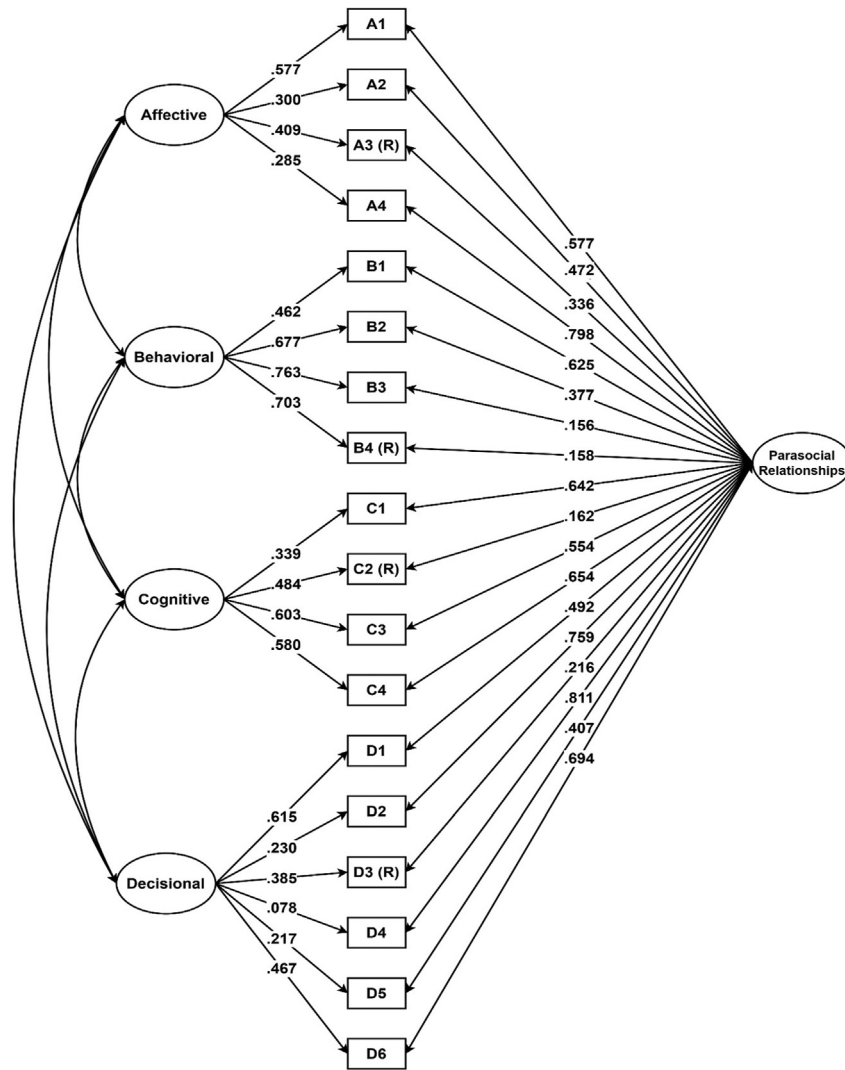 A1
.577
A2
.300
Affective
.409
A3 (R)
.285
A4
.577
.472
B1
.336
.462
.798
B2
.677
.625
Behavioral
.763
.377
B3
.703
.156
B4 (R)
.158
Parasocial
Relationships
.642
C1
.162
.339
.554
C2 (R)
.484
Cognitive
.654
.603
.492
C3
.580
.759
.216
C4
.811
.407
D1
.694
.615
D2
.230
.385
D3 (R)
Decisional
.078
D4
.217
.467
D5
D6